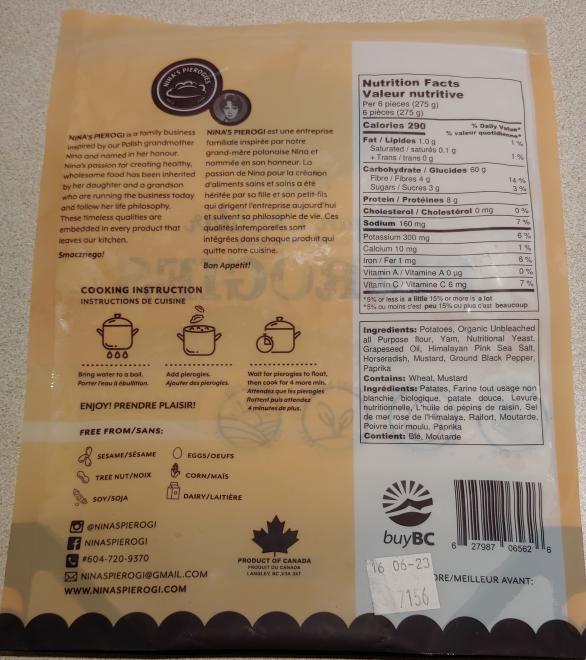 NINA'S PIEROGIES
NINA'S PIEROGI is a family business
inspired by our Polish grandmother
Nina and named in her honour.
Nina's passion for creating healthy,
wholesome food has been inherited
by her daughter and a grandson
who are running the business today
and follow her life philosophy.
These timeless qualities are
embedded in every product that
leaves our kitchen.
Smacznego!
NINA'S PIEROGI est une entreprise
familiale inspirée par notre
grand-mère polonaise Nina et
nommée en son honneur. La
passion de Nina pour la création
d'aliments sains et sains a été
héritée par sa fille et son petit-fils
qui dirigent l'entreprise aujourd'hui
et suivent sa philosophie de vie. Ces
qualités intemporelles sont
intégrées dans chaque produit qui
quitte notre cuisine.
Bon Appetit!
COOKING INSTRUCTION
INSTRUCTIONS DE CUISINE
Bring water to a boil.
Porter l'eau à ébullition.
Add pierogies.
Ajouter des pierogies.
Wait for pierogies to float,
then cook for 4 more min.
Attendez que les pierogies
flottent puis attendez
4 minutes de plus.
ENJOY! PRENDRE PLAISIR!
FREE FROM/SANS:
SESAME/SÉSAME
EGGS/OEUFS
TREE NUT/NOIX
CORN/MAÏS
SOY/SOJA
DAIRY/LAITIÈRE
@NINASPIEROGI
NINASPIEROGI
#604-720-9370
NINASPIEROGI@GMAIL.COM
WWW.NINASPIEROGI.COM
PRODUCT OF CANADA
PRODUIT DU CANADA
LANGLEY, BC ,V3A 3X7
Nutrition Facts
Valeur nutritive
Per 6 pieces (275 g)
6 pièces (275 g)
Calories 290
% Daily Value*
% valeur quotidienne*
Fat / Lipides 1.0 g 1 %
Saturated / saturés 0.1 g
+ Trans / trans 0 g 1 %
Carbohydrate / Glucides 60 g
Fibre / Fibres 4 g 14 %
Sugars / Sucres 3 g 3 %
Protein / Protéines 8 g
Cholesterol / Cholestérol 0 mg 0 %
Sodium 160 mg 7 %
Potassium 300 mg 6 %
Calcium 10 mg 1 %
Iron / Fer 1 mg 6 %
Vitamin A / Vitamine A 0 µg 0 %
Vitamin C / Vitamine C 6 mg 7 %
*5% or less is a little 15% or more is a lot
*5% ou moins c'est peu 15% ou plus c'est beaucoup
Ingredients: Potatoes, Organic Unbleached
all Purpose flour, Yam, Nutritional Yeast,
Grapeseed Oil, Himalayan Pink Sea Salt,
Horseradish, Mustard, Ground Black Pepper,
Paprika
Contains: Wheat, Mustard
Ingrédients: Patates, Farine tout usage non
blanchie biologique, patate douce, Levure
nutritionnelle, L'huile de pépins de raisin, Sel
de mer rose de l'Himalaya, Raifort, Moutarde,
Poivre noir moulu, Paprika
Contient: Blé, Moutarde
buyBC
6 27987 06562 6
16 06-23
7156
ORE/MEILLEUR AVANT: